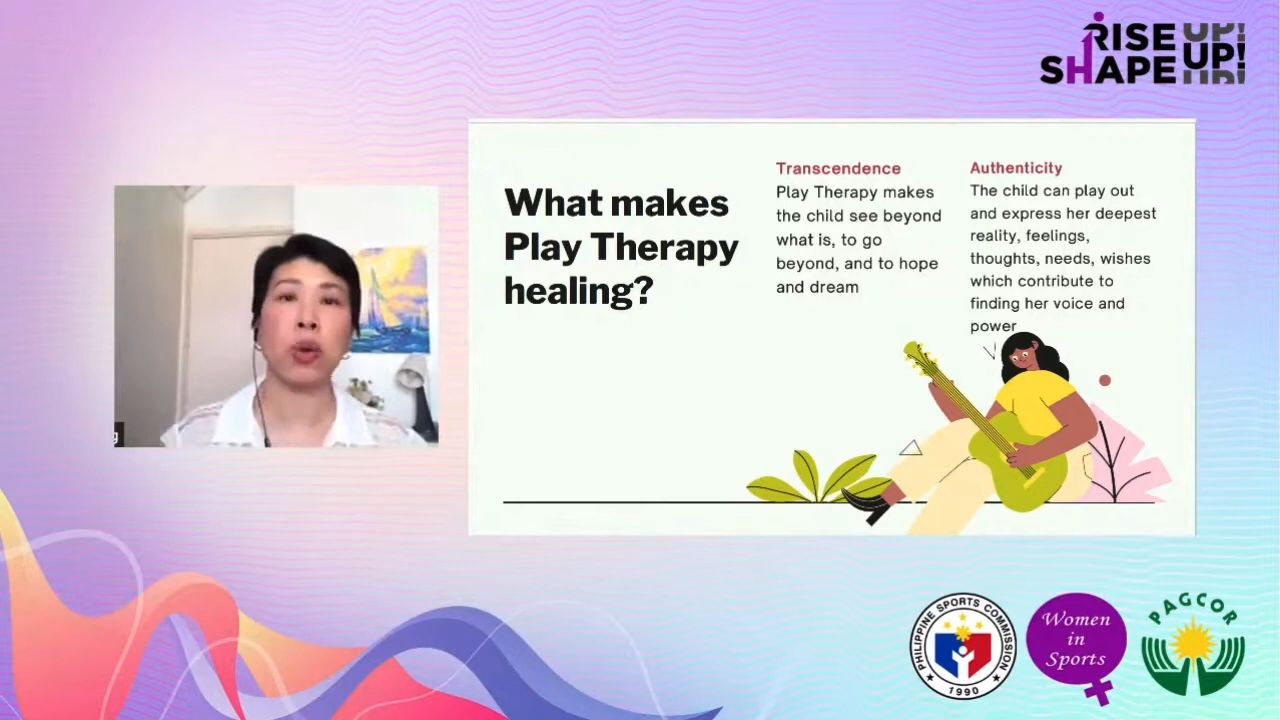 RISE UP!
SHAPE UP!
UP!
What makes
Play Therapy
healing?
Transcendence
Play Therapy makes
the child see beyond
what is, to go
beyond, and to hope
and dream
Authenticity
The child can play out
and express her deepest
reality, feelings,
thoughts, needs, wishes
which contribute to
finding her voice and
power
g
PHILIPPINE SPORTS COMMISSION
1990
Women
in
Sports
PAGCOR